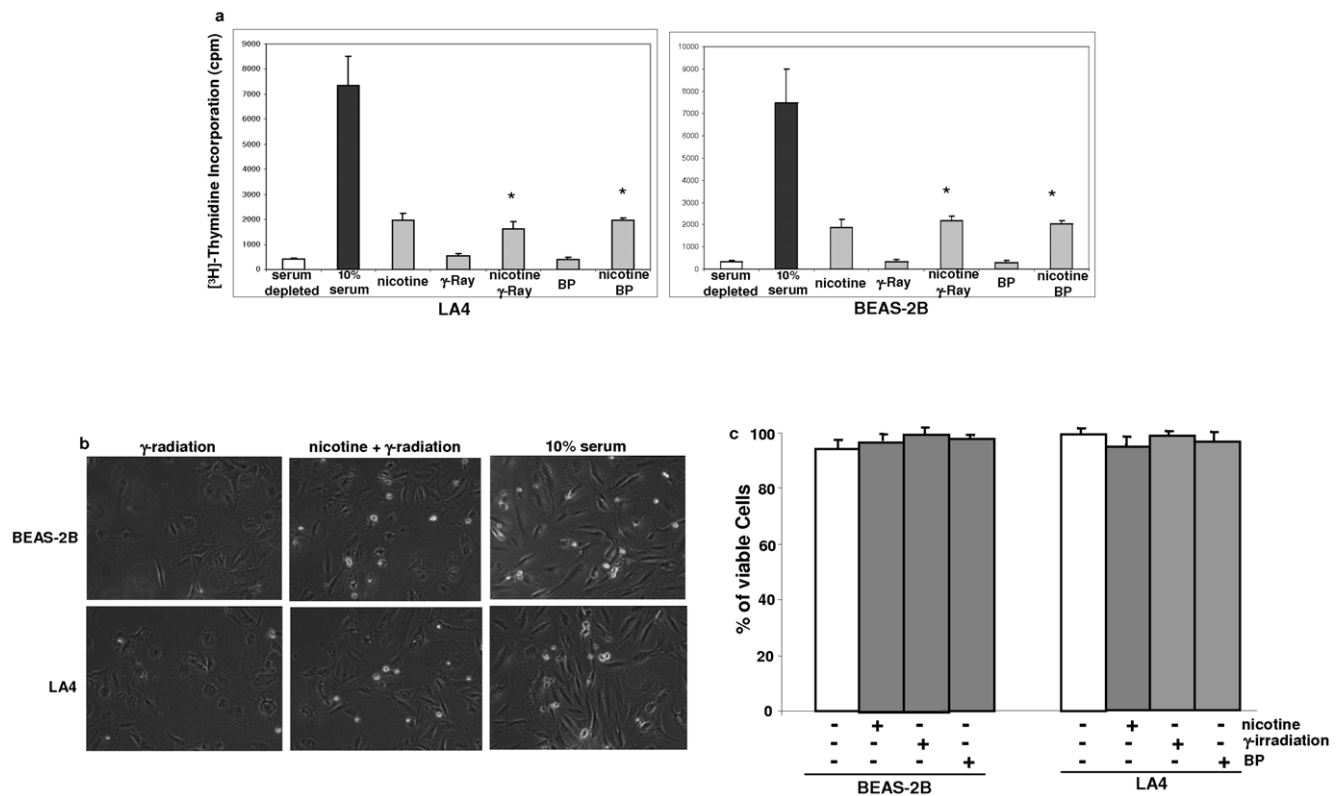 a
[³H]-Thymidine Incorporation (cpm)
9000
8000
7000
6000
5000
4000
3000
2000
1000
0
* *
serum depleted
10% serum
nicotine
γ-Ray
nicotine γ-Ray
BP
nicotine BP
LA4
10000
9000
8000
7000
6000
5000
4000
3000
2000
1000
0
* *
serum depleted
10% serum
nicotine
γ-Ray
nicotine γ-Ray
BP
nicotine BP
BEAS-2B
b
γ-radiation nicotine + γ-radiation 10% serum
BEAS-2B
LA4
c
% of viable Cells
100
80
60
40
20
0
- + - - - + - - nicotine
- - + - - - + - γ-irradiation
- - - + - - - + BP
BEAS-2B LA4